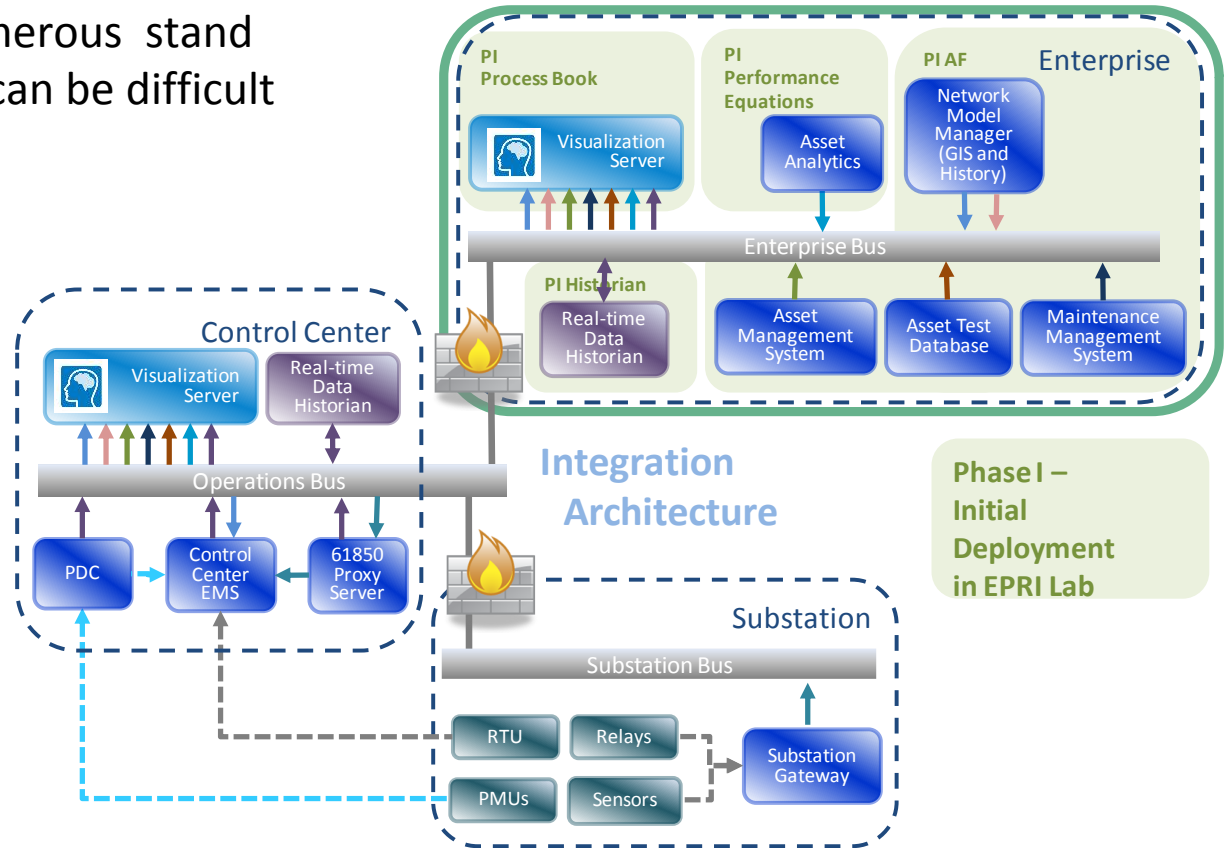 stand
can be difficult
PI
Process Book
PI
Performance
Equations
PI AF
Enterprise
Visualization
Server
Asset
Analytics
Network
Model
Manager
(GIS and
History)
Enterprise Bus
PI Historian
Real-time
Data
Historian
Asset
Management
System
Asset Test
Database
Maintenance
Management
System
Control Center
Visualization
Server
Real-time
Data
Historian
Operations Bus
PDC
Control
Center
EMS
61850
Proxy
Server
Integration
Architecture
Phase I –
Initial
Deployment
in EPRI Lab
Substation
Substation Bus
RTU
Relays
PMUs
Sensors
Substation
Gateway